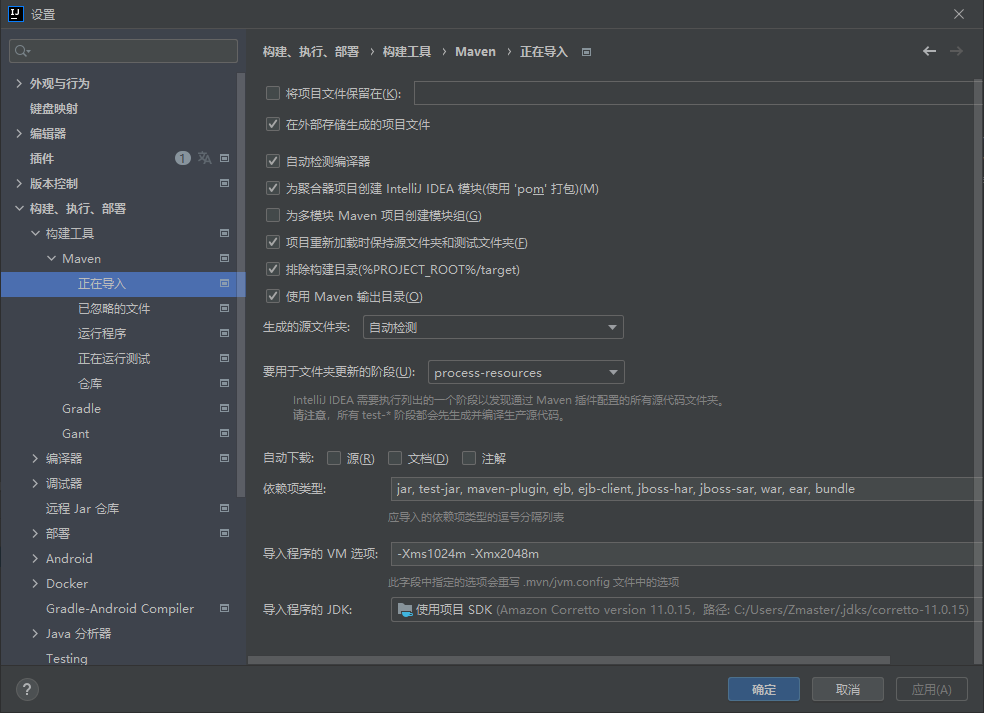 设置
外观与行为
键盘映射
编辑器
插件 1
版本控制
构建、执行、部署
构建工具
Maven
正在导入
已忽略的文件
运行程序
正在运行测试
仓库
Gradle
Gant
编译器
调试器
远程 Jar 仓库
部署
Android
Docker
Gradle-Android Compiler
Java 分析器
Testing
构建、执行、部署 › 构建工具 › Maven › 正在导入
将项目文件保留在(K):
在外部存储生成的项目文件
自动检测编译器
为聚合器项目创建 IntelliJ IDEA 模块(使用 'pom' 打包)(M)
为多模块 Maven 项目创建模块组(G)
项目重新加载时保持源文件夹和测试文件夹(F)
排除构建目录(%PROJECT_ROOT%/target)
使用 Maven 输出目录(O)
生成的源文件夹: 自动检测
要用于文件夹更新的阶段(U): process-resources
IntelliJ IDEA 需要执行列出的一个阶段以发现通过 Maven 插件配置的所有源代码文件夹。
请注意，所有 test-* 阶段都会先生成并编译生产源代码。
自动下载: 源(R) 文档(D) 注解
依赖项类型: jar, test-jar, maven-plugin, ejb, ejb-client, jboss-har, jboss-sar, war, ear, bundle
应导入的依赖项类型的逗号分隔列表
导入程序的 VM 选项: -Xms1024m -Xmx2048m
此字段中指定的选项会重写 .mvn/jvm.config 文件中的选项
导入程序的 JDK: 使用项目 SDK (Amazon Corretto version 11.0.15，路径: C:/Users/Zmaster/.jdks/corretto-11.0.15)
? 确定 取消 应用(A)